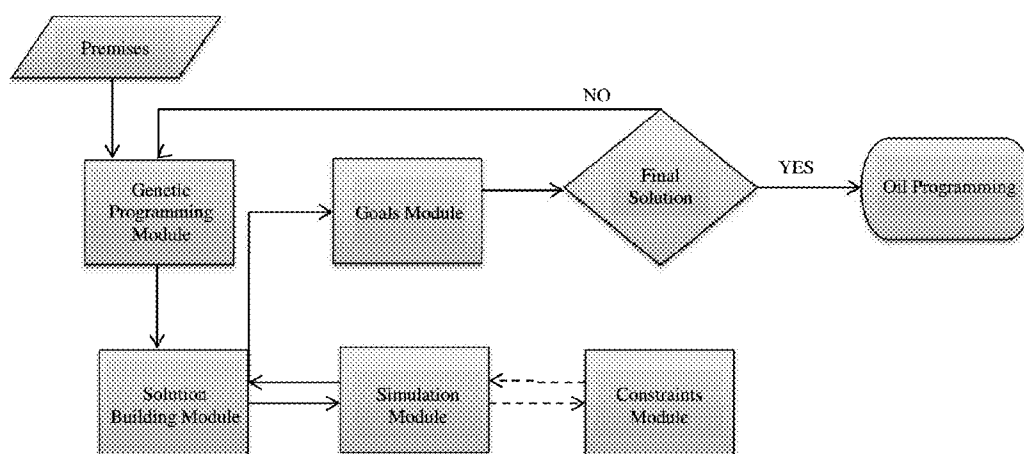 Premises
NO
Genetic
Programming
Module
Goals Module
Final
Solution
YES
Oil Programming
Solution
Building Module
Simulation
Module
Constraints
Module